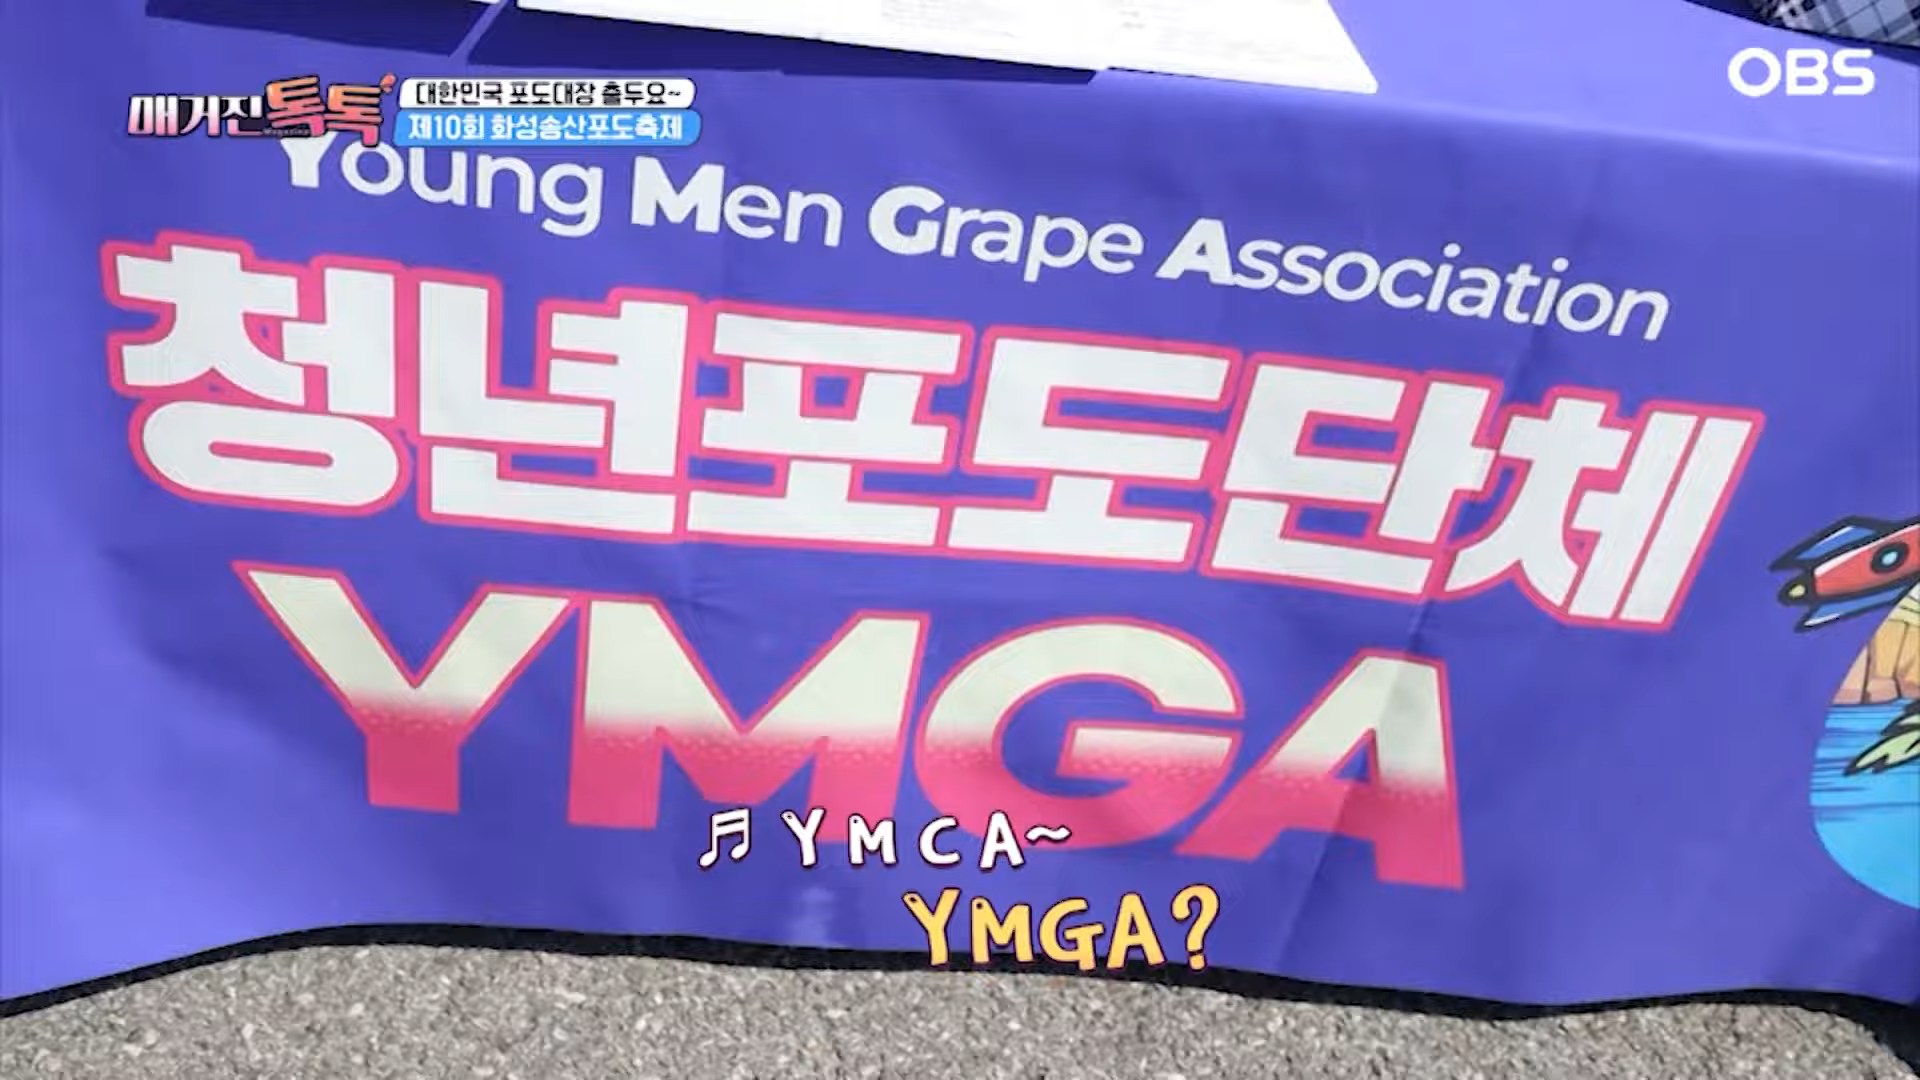 OBS
매거진톡톡
Magazine
대한민국 포도대장 출두요~
제10회 화성송산포도축제
Young Men Grape Association
청년포도단체
YMGA
♬ YMCA~
YMGA?